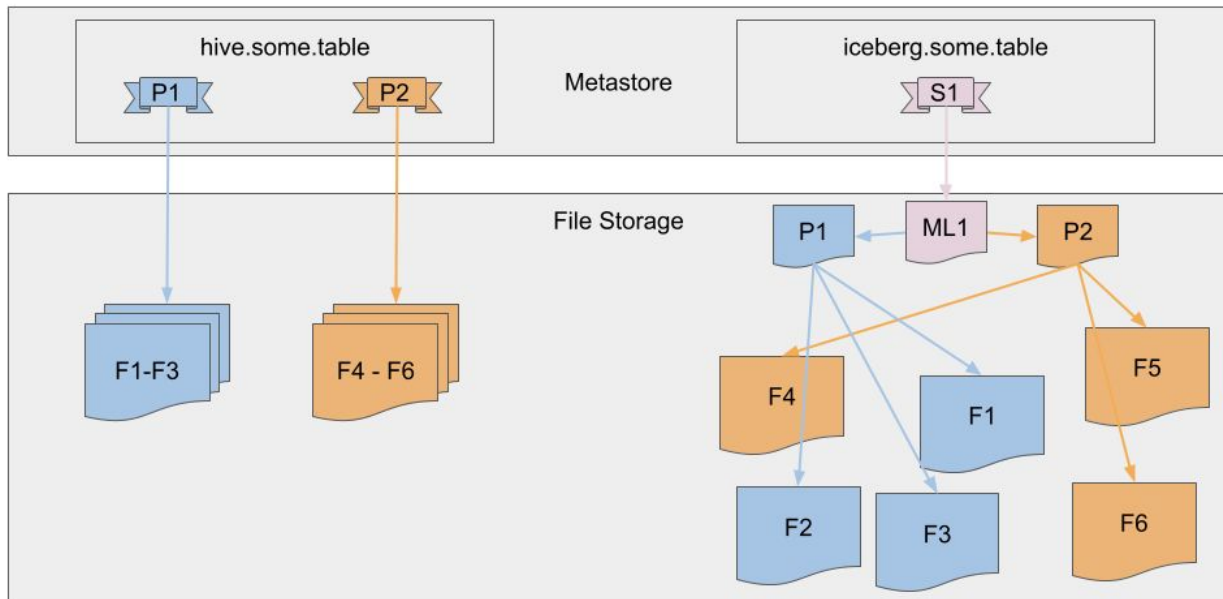 hive.some.table
iceberg.some.table
P1
P2
Metastore
S1
File Storage
P1
ML1
P2
F1-F3
F4 - F6
F4
F1
F5
F2
F3
F6